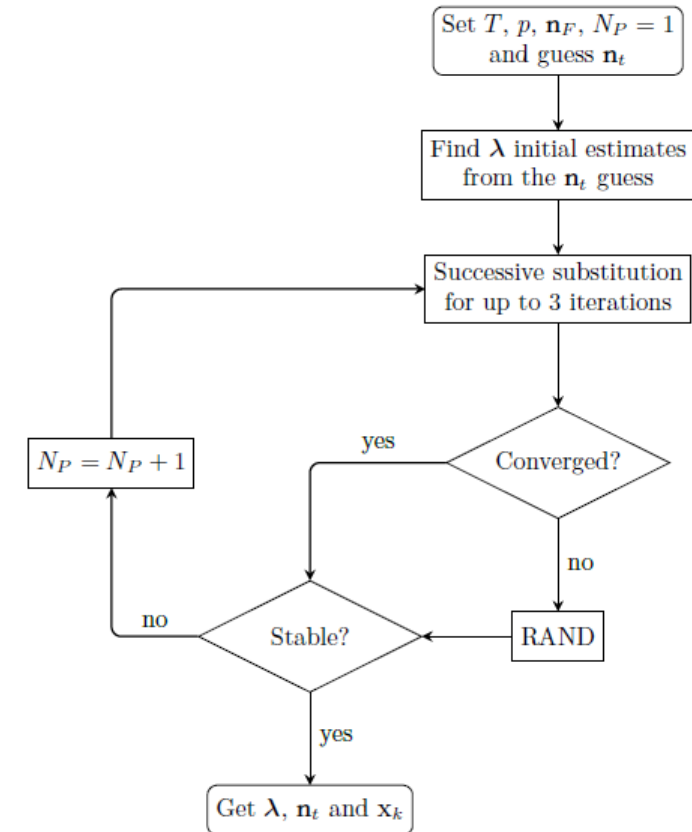 Set T, p, n_F, N_P = 1
and guess n_t
Find λ initial estimates
from the n_t guess
Successive substitution
for up to 3 iterations
Converged?
yes
no
N_P = N_P + 1
RAND
Stable?
no
yes
Get λ, n_t and x_k